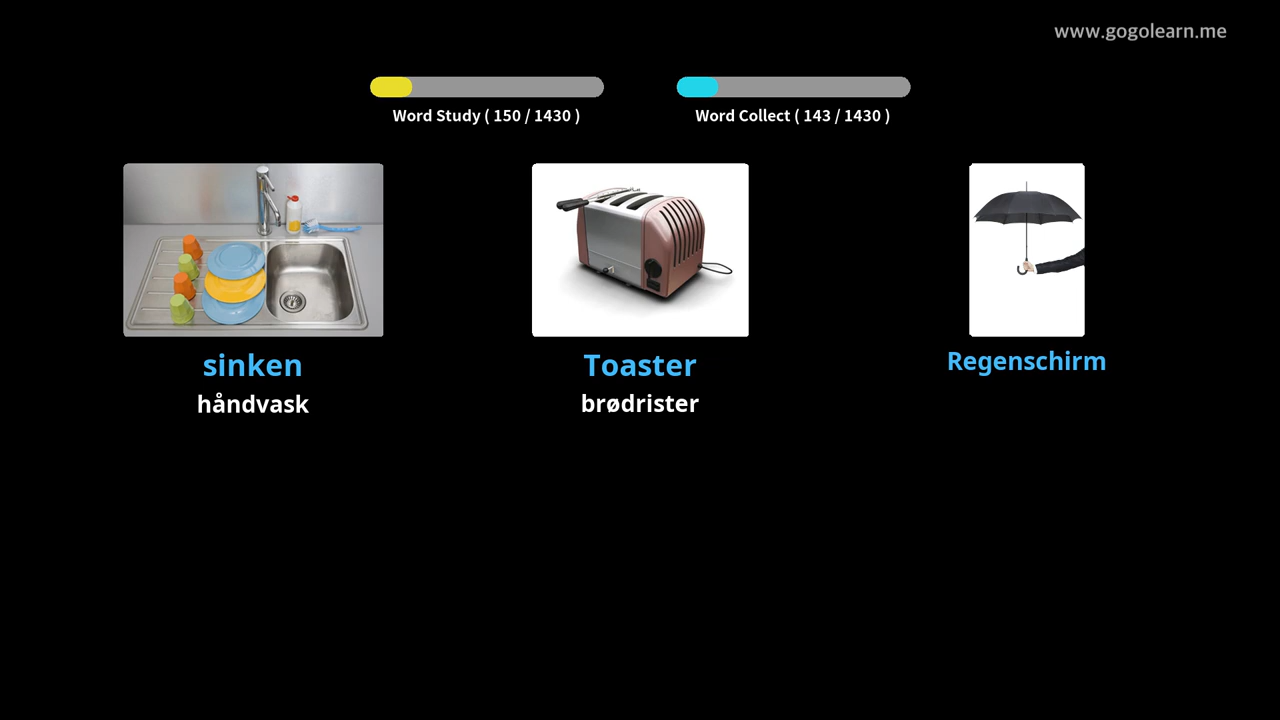 www.gogolearn.me
Word Study ( 150 / 1430 )
Word Collect ( 143 / 1430 )
sinken
Toaster
Regenschirm
håndvask
brødrister